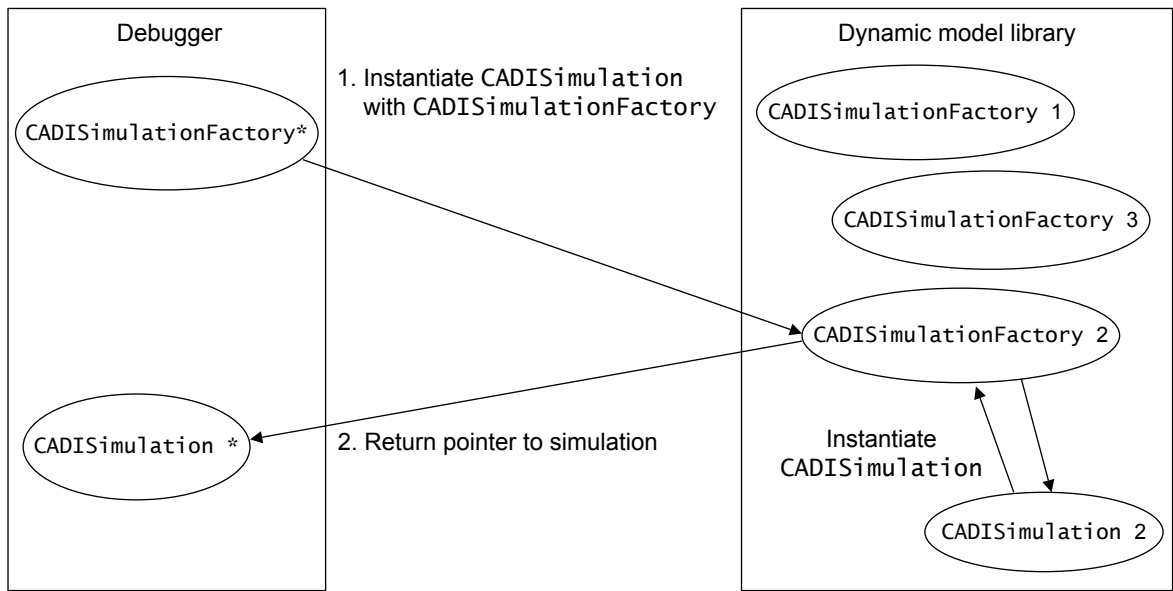 Debugger
CADISimulationFactory*
CADISimulation *
1. Instantiate CADISimulation
with CADISimulationFactory
2. Return pointer to simulation
Dynamic model library
CADISimulationFactory 1
CADISimulationFactory 3
CADISimulationFactory 2
Instantiate
CADISimulation
CADISimulation 2